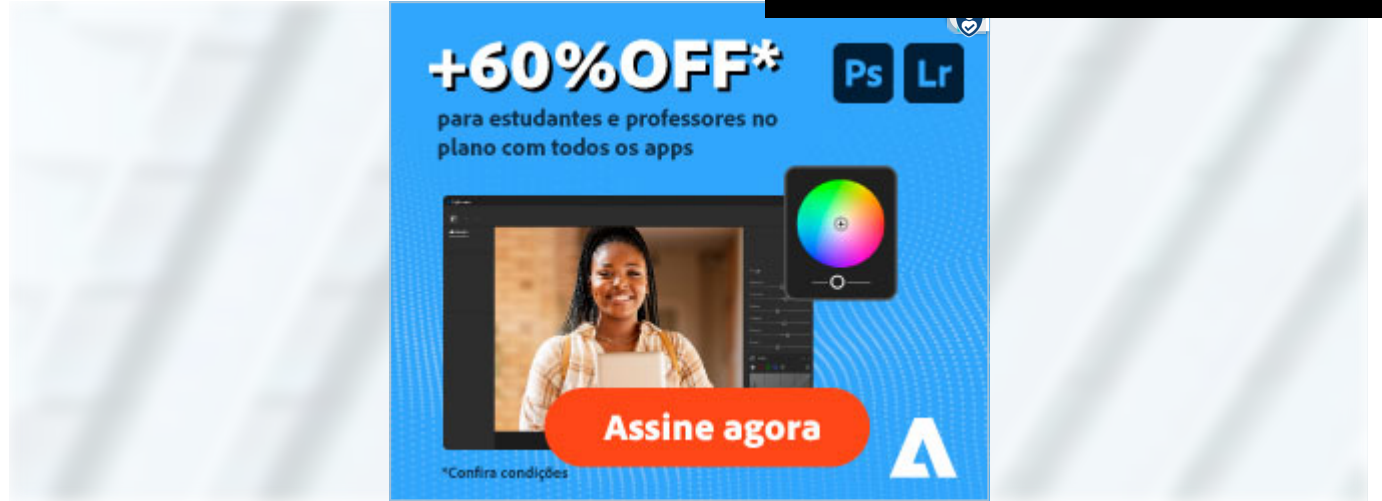 +60%OFF*
Ps Lr
para estudantes e professores no
plano com todos os apps
Assine agora
*Confira condições